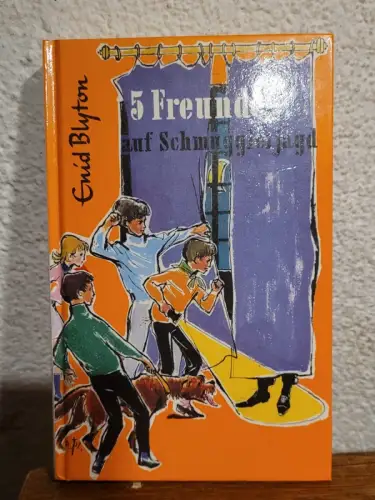 Enid Blyton
5 Freunde
auf Schmugglerjagd